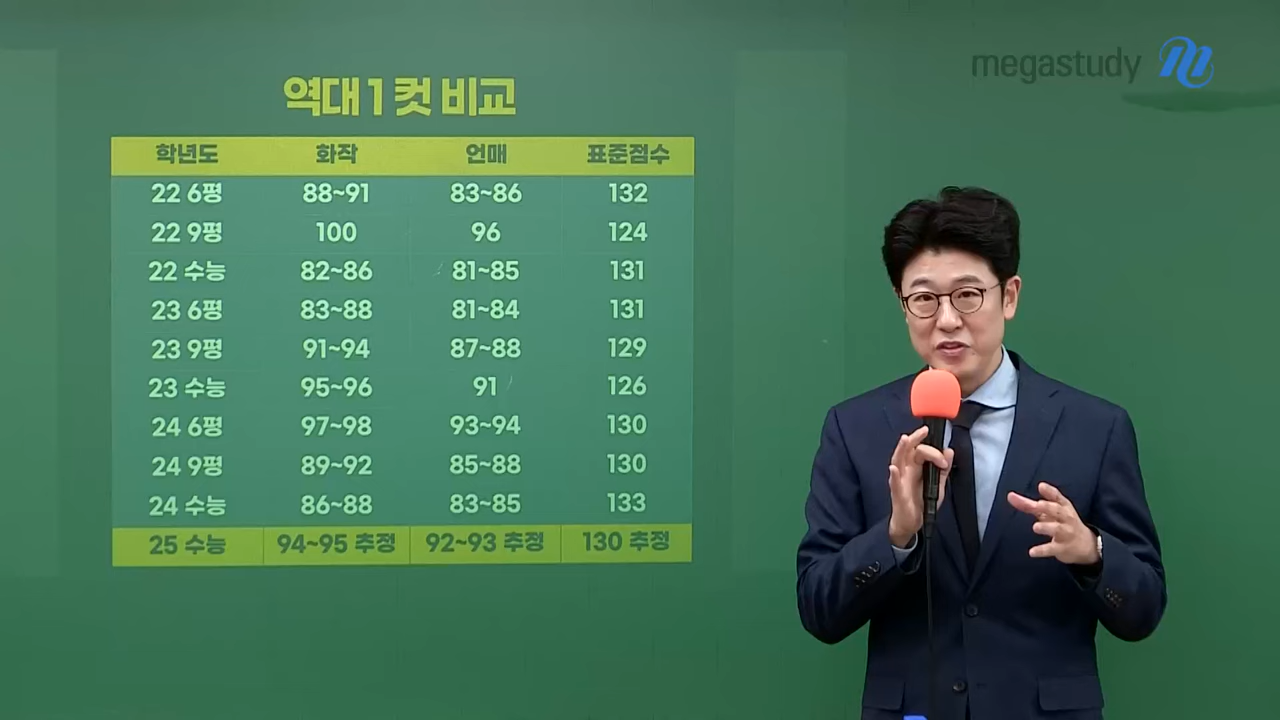 megastudy
역대 1컷 비교
학년도 화작 언매 표준점수
22 6평 88~91 83~86 132
22 9평 100 96 124
22 수능 82~86 81~85 131
23 6평 83~88 81~84 131
23 9평 91~94 87~88 129
23 수능 95~96 91 126
24 6평 97~98 93~94 130
24 9평 89~92 85~88 130
24 수능 86~88 83~85 133
25 수능 94~95 추정 92~93 추정 130 추정